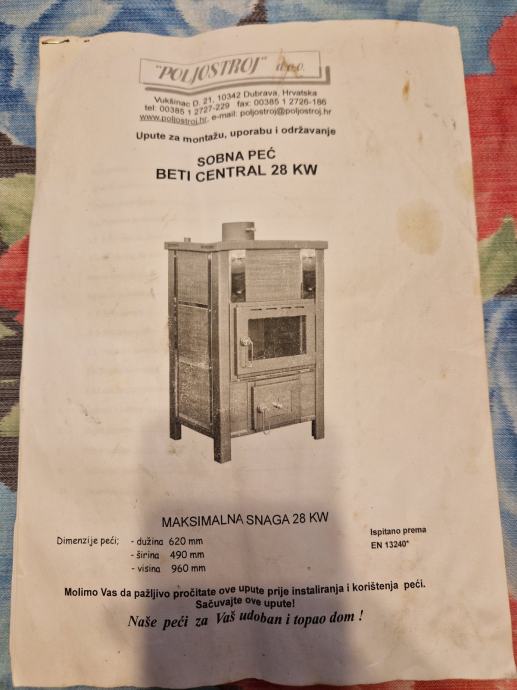 "POLJOSTROJ" d.o.o.
Vukšinac D. 21, 10342 Dubrava, Hrvatska
tel: 00385 1 2727-229 fax: 00385 1 2726-186
www.poljostroj.hr, e-mail: poljostroj@poljostroj.hr
Upute za montažu, uporabu i održavanje
SOBNA PEĆ
BETI CENTRAL 28 KW
MAKSIMALNA SNAGA 28 KW
Dimenzije peći; - dužina 620 mm
- širina 490 mm
- visina 960 mm
Ispitano prema
EN 13240"
Molimo Vas da pažljivo pročitate ove upute prije instaliranja i korištenja peći.
Sačuvajte ove upute!
Naše peći za Vaš udoban i topao dom !